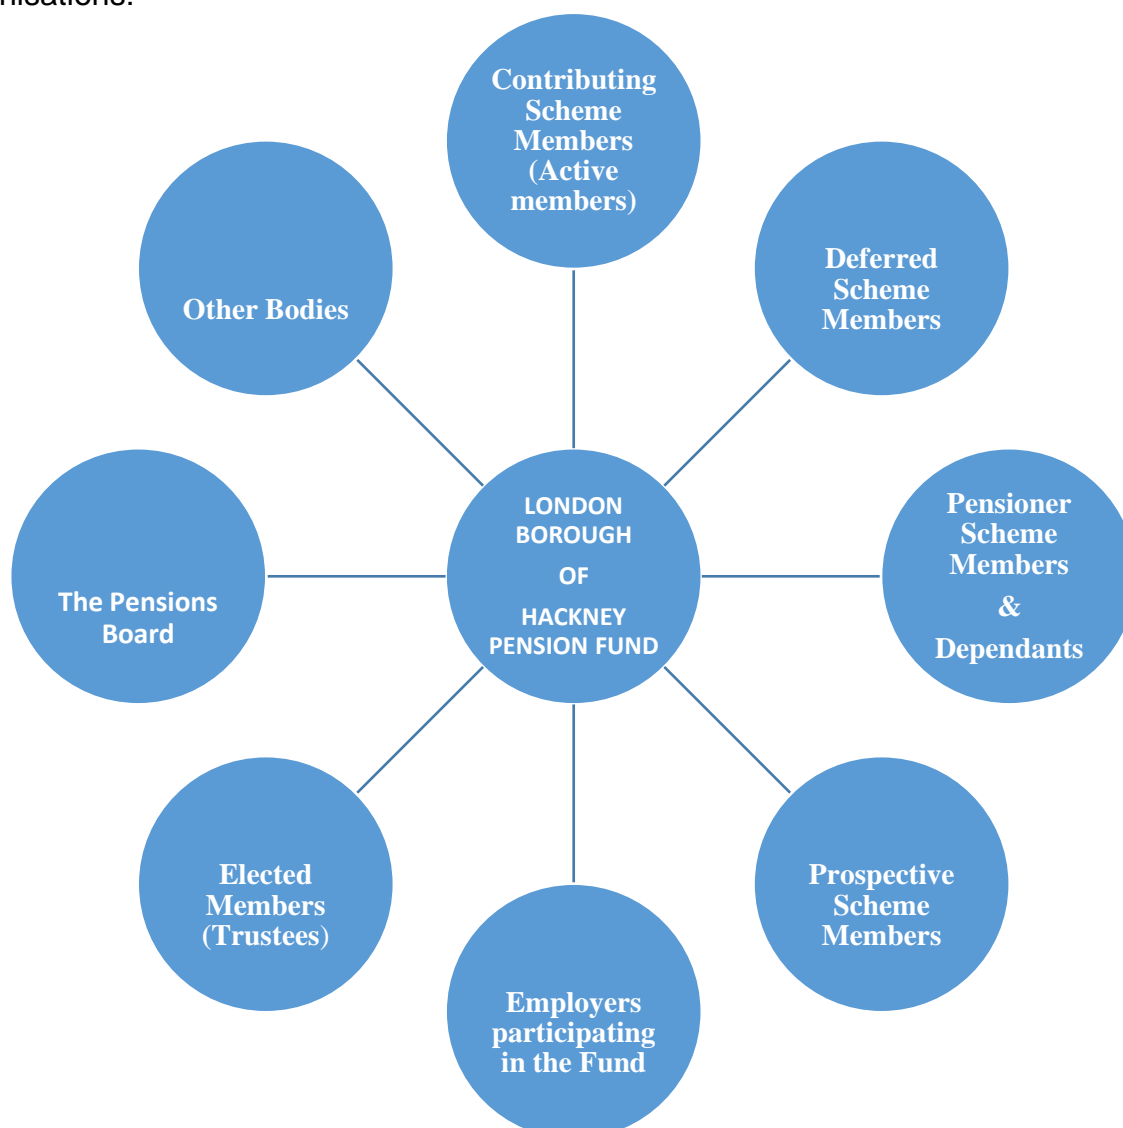 nisations.
Contributing
Scheme
Members
(Active
members)
Deferred
Scheme
Members
Pensioner
Scheme
Members
&
Dependants
Prospective
Scheme
Members
Employers
participating
in the Fund
Elected
Members
(Trustees)
The Pensions
Board
Other Bodies
LONDON
BOROUGH
OF
HACKNEY
PENSION FUND